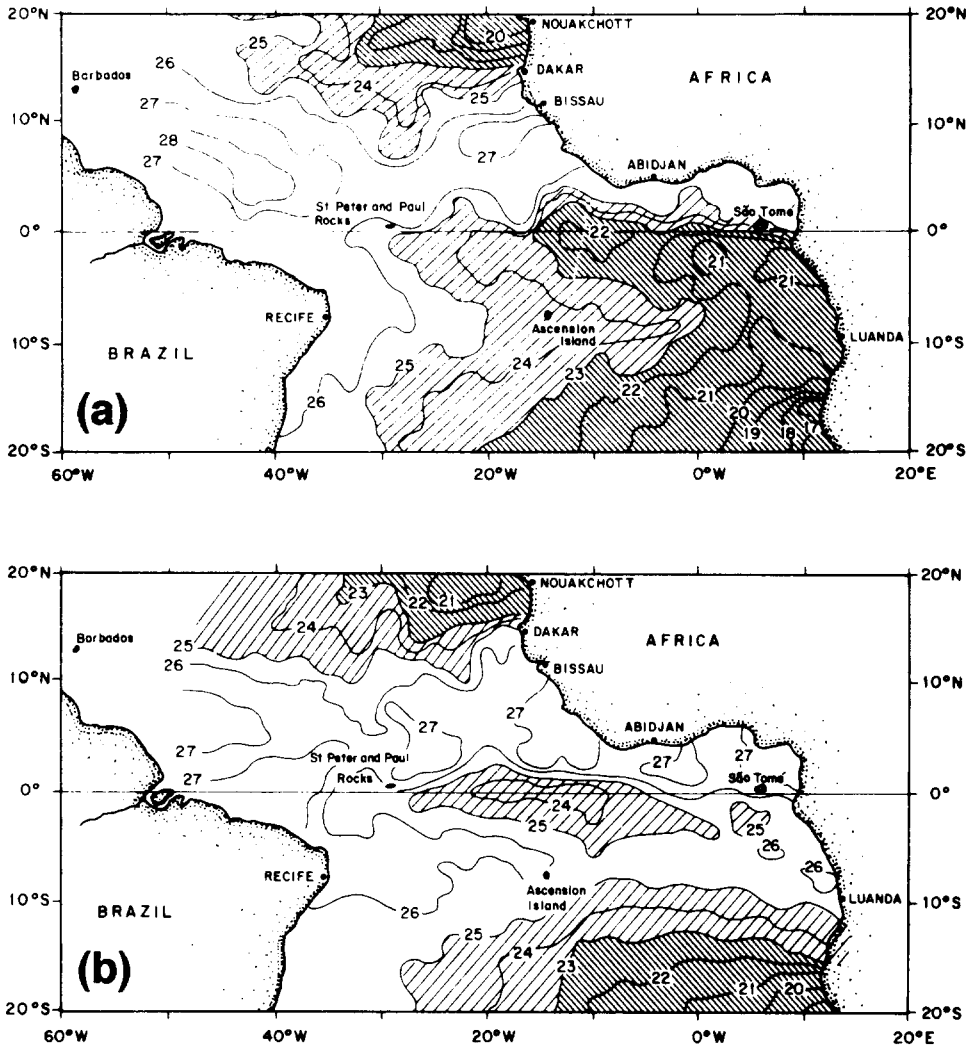 20°N
20°N
NOUAKCHOTT
25
20
26
Barbados
24
DAKAR
AFRICA
27
25
BISSAU
10°N
10°N
28
27
27
ABIDJAN
St Peter and Paul
Rocks
São Tomé
0°
22
0°
21
21
RECIFE
Ascension
Island
LUANDA
10°S
10°S
BRAZIL
25
24
23
22
21
20
19
18
17
26
(a)
20°S
20°S
60°W
40°W
20°W
0°W
20°E
20°N
20°N
NOUAKCHOTT
23
22
21
24
Barbados
DAKAR
AFRICA
25
26
BISSAU
10°N
10°N
27
27
ABIDJAN
27
27
27
27
St Peter and Paul
Rocks
São Tomé
0°
0°
24
25
25
26
26
RECIFE
Ascension
Island
LUANDA
10°S
10°S
26
BRAZIL
25
24
23
22
21
20
(b)
20°S
20°S
60°W
40°W
20°W
0°W
20°E